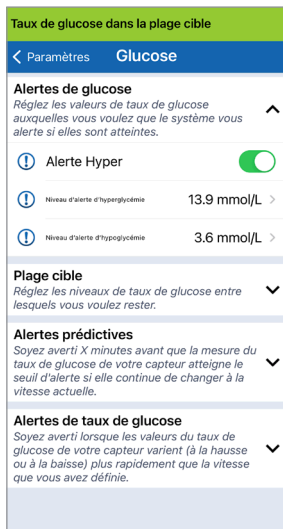 Taux de glucose dans la plage cible
Paramètres Glucose
Alertes de glucose
Réglez les valeurs de taux de
glucose auxquelles vous voulez que le système vous
alerte si elles sont atteintes.
Alerte Hyper
Niveau d'alerte d'hyperglycémie 13.9 mmol/L
Niveau d'alerte d'hypoglycémie 3.6 mmol/L
Plage cible
Réglez les niveaux de taux de glucose entre
lesquels vous voulez rester.
Alertes prédictives
Soyez averti X minutes avant que la mesure du
taux de glucose de votre capteur atteigne le
seuil d'alerte si elle continue de changer à la
vitesse actuelle.
Alertes de taux de glucose
Soyez averti lorsque les valeurs du taux de
glucose de votre capteur varient (à la hausse
ou à la baisse) plus rapidement que la vitesse
que vous avez définie.